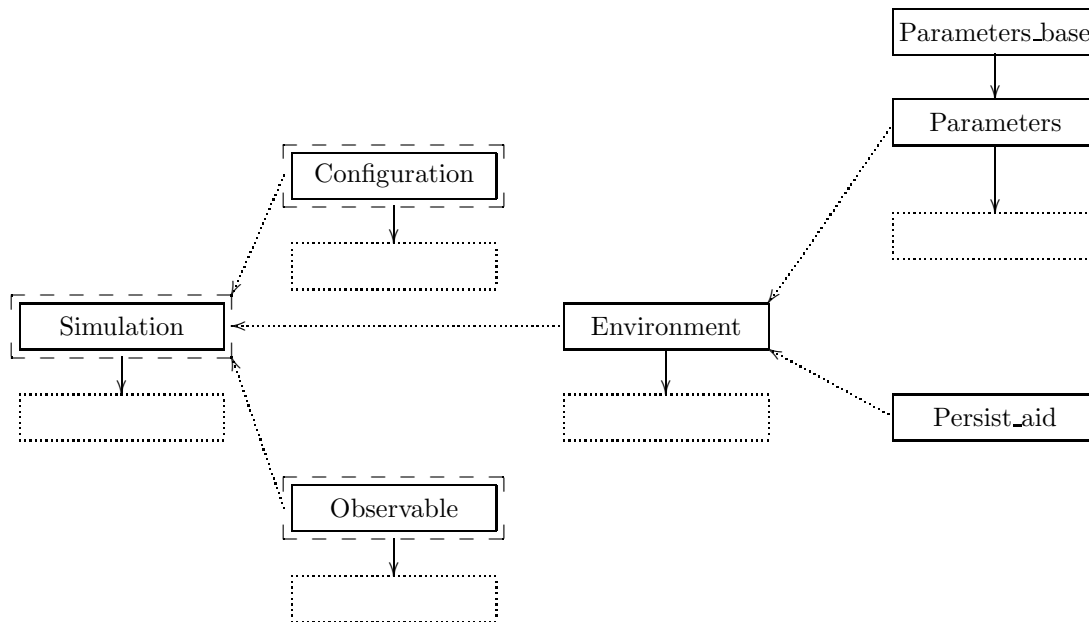 Parameters_base
Parameters
Configuration
Simulation
Environment
Persist_aid
Observable